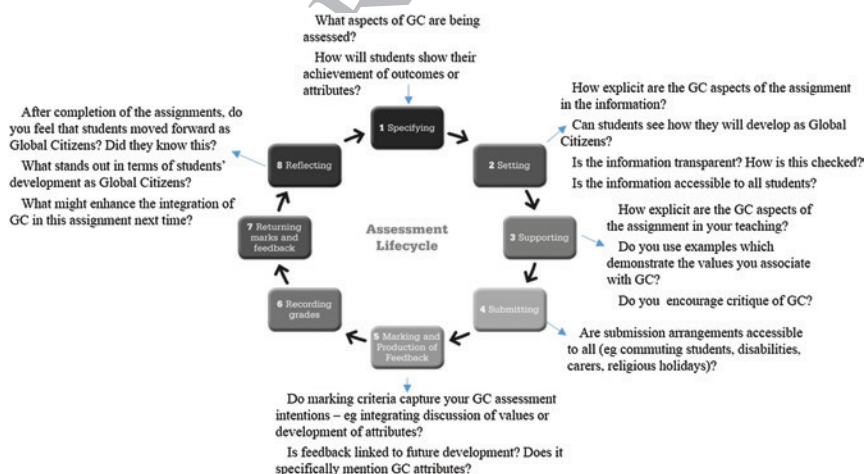 What aspects of GC are being
assessed?
How will students show their
achievement of outcomes or
attributes?
1 Specifying
How explicit are the GC aspects of the assignment
in the information?
Can students see how they will develop as Global
Citizens?
Is the information transparent? How is this checked?
Is the information accessible to all students?
2 Setting
How explicit are the GC aspects of
the assignment in your teaching?
Do you use examples which
demonstrate the values you associate
with GC?
Do you encourage critique of GC?
3 Supporting
4 Submitting
Are submission arrangements accessible
to all (eg commuting students, disabilities,
carers, religious holidays)?
5 Marking and
Production of
Feedback
Do marking criteria capture your GC assessment
intentions – eg integrating discussion of values or
development of attributes?
Is feedback linked to future development? Does it
specifically mention GC attributes?
6 Recording
grades
7 Returning
marks and
feedback
8 Reflecting
After completion of the assignments, do
you feel that students moved forward as
Global Citizens? Did they know this?
What stands out in terms of students'
development as Global Citizens?
What might enhance the integration of
GC in this assignment next time?
Assessment
Lifecycle